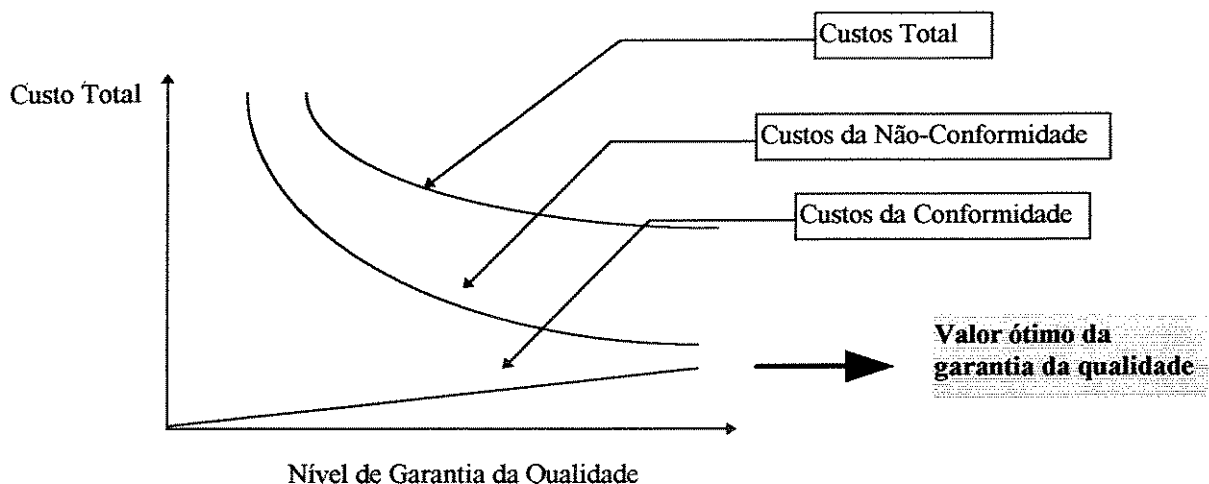 Custos Total
Custo Total
Custos da Não-Conformidade
Custos da Conformidade
Valor ótimo da
garantia da qualidade
Nível de Garantia da Qualidade